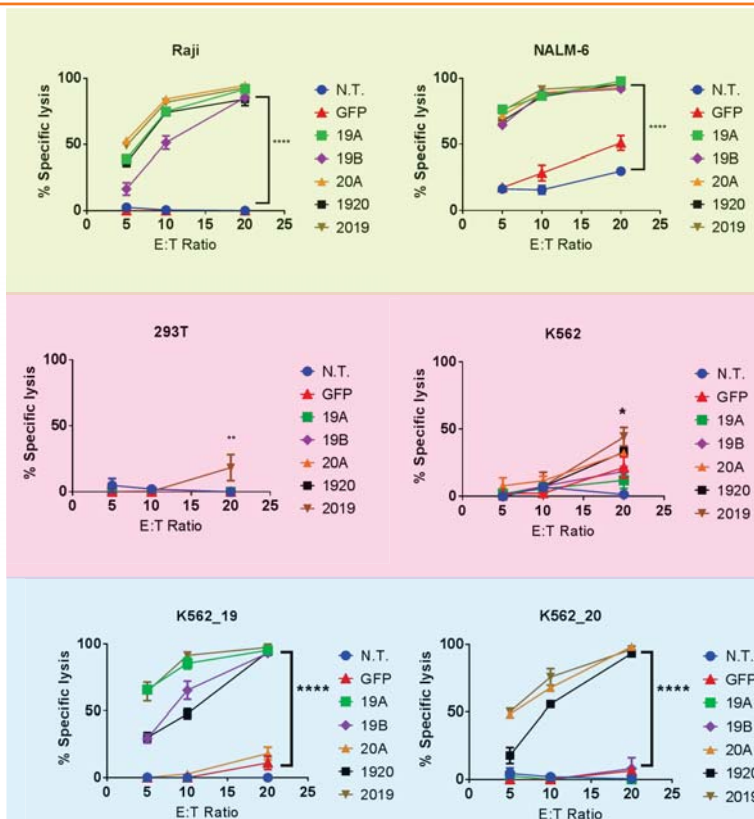 Raji
% Specific lysis
100
50
0
0 5 10 15 20 25
E:T Ratio
****
N.T.
GFP
19A
19B
20A
1920
2019
NALM-6
% Specific lysis
100
50
0
0 5 10 15 20 25
E:T Ratio
****
N.T.
GFP
19A
19B
20A
1920
2019
293T
% Specific lysis
100
50
0
0 5 10 15 20 25
E:T Ratio
**
N.T.
GFP
19A
19B
20A
1920
2019
K562
% Specific lysis
100
50
0
0 5 10 15 20 25
E:T Ratio
*
N.T.
GFP
19A
19B
20A
1920
2019
K562_19
% Specific lysis
100
50
0
0 5 10 15 20 25
E:T Ratio
****
N.T.
GFP
19A
19B
20A
1920
2019
K562_20
% Specific lysis
100
50
0
0 5 10 15 20 25
E:T Ratio
****
N.T.
GFP
19A
19B
20A
1920
2019